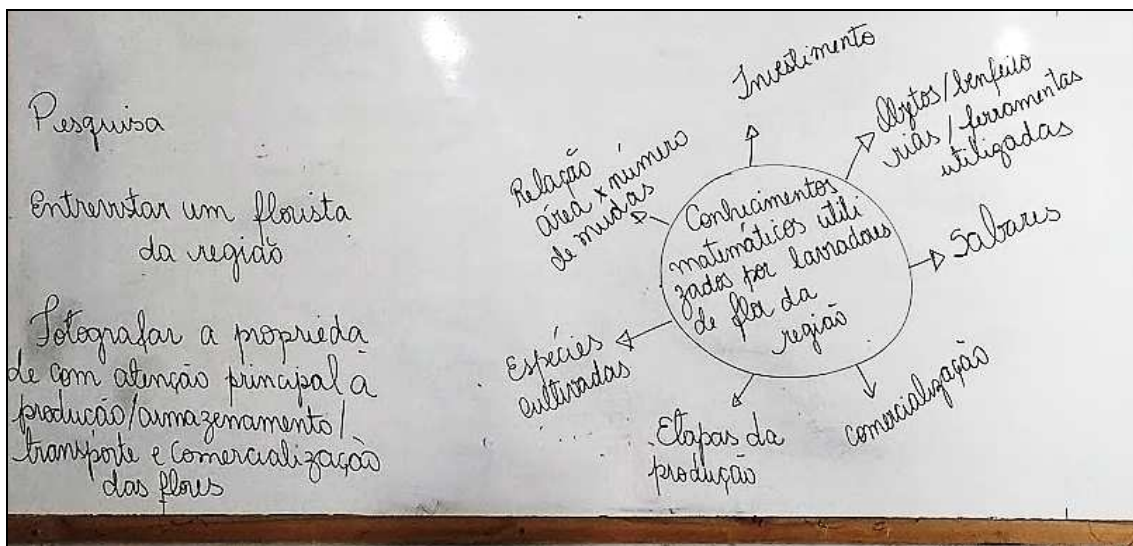 Pesquisa
Entrevistar um florista
da região
Fotografar a proprieda
de com atenção principal à
produção/armazenamento/
transporte e comercialização
das flores
Conhecimentos
matemáticos utili
zados por lavradores
de flor da
região
Investimento
Objetos/benfeito
rias/ferramentas
utilizadas
Sabares
comercialização
Etapas da
produção
Espécies
cultivadas
Relação
área x número
de mudas